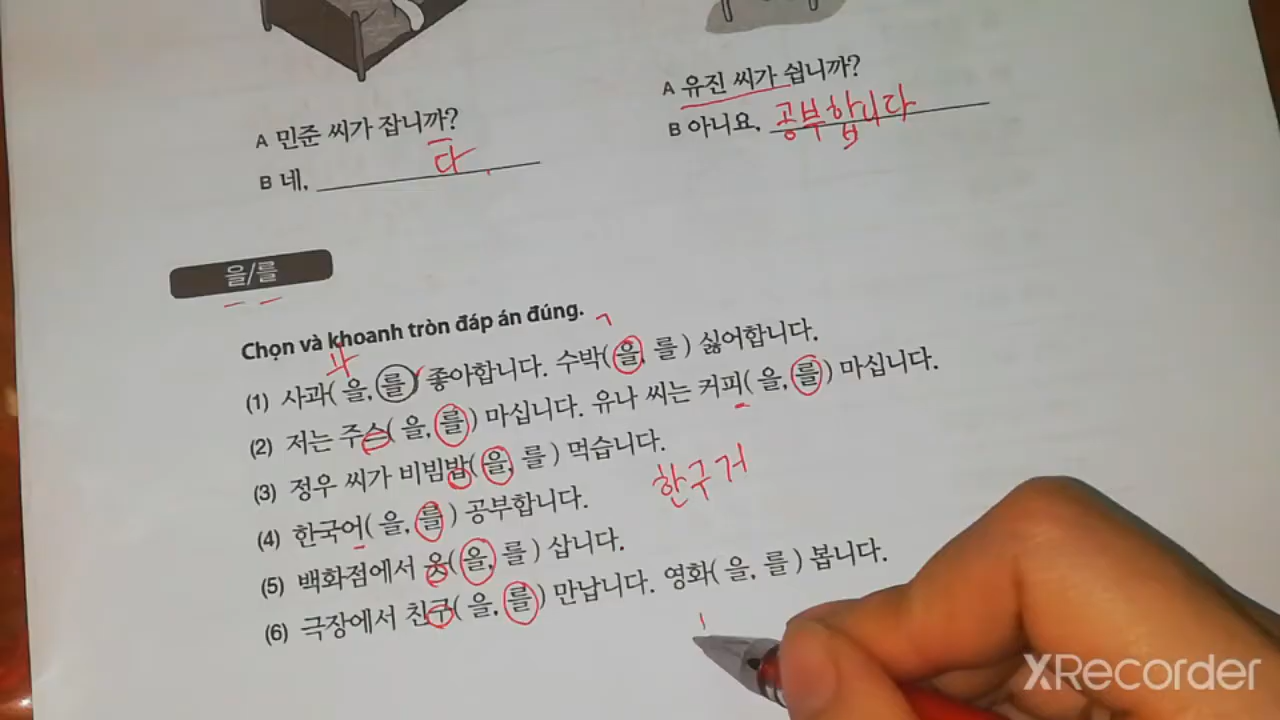 A 민준 씨가 잡니까?
다
B 네,
A 유진 씨가 쉽니까?
B 아니요, 공부합니다
을/를
Chọn và khoanh tròn đáp án đúng.
과
(1) 사과( 을, 를 ) 좋아합니다. 수박( 을, 를 ) 싫어합니다.
(2) 저는 주스( 을, 를 ) 마십니다. 유나 씨는 커피( 을, 를 ) 마십니다.
(3) 정우 씨가 비빔밥( 을, 를 ) 먹습니다.
한구거
(4) 한국어( 을, 를 ) 공부합니다.
(5) 백화점에서 옷( 을, 를 ) 삽니다.
(6) 극장에서 친구( 을, 를 ) 만납니다. 영화( 을, 를 ) 봅니다.
XRecorder